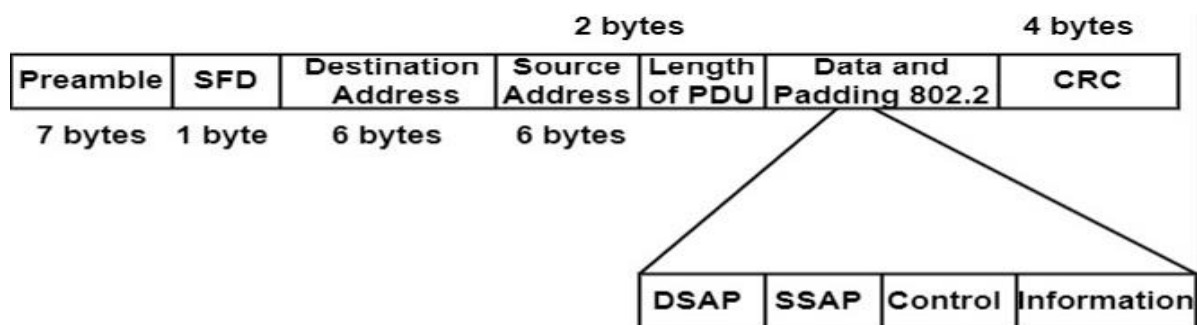 2 bytes 4 bytes
Preamble SFD Destination Address Source Address Length of PDU Data and Padding 802.2 CRC
7 bytes 1 byte 6 bytes 6 bytes
DSAP SSAP Control Information